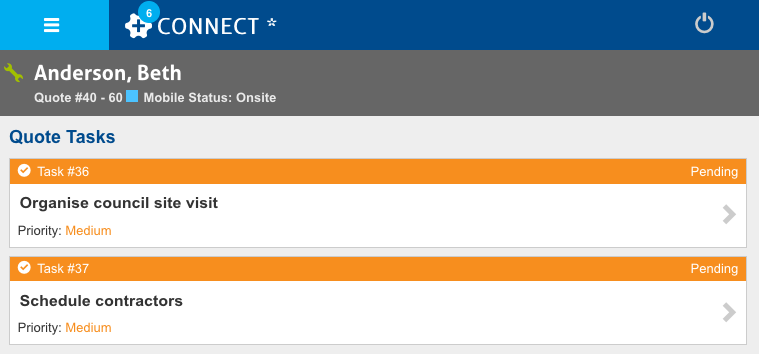 6
CONNECT *
Anderson, Beth
Quote #40 - 60 Mobile Status: Onsite
Quote Tasks
Task #36 Pending
Organise council site visit
Priority: Medium
Task #37 Pending
Schedule contractors
Priority: Medium